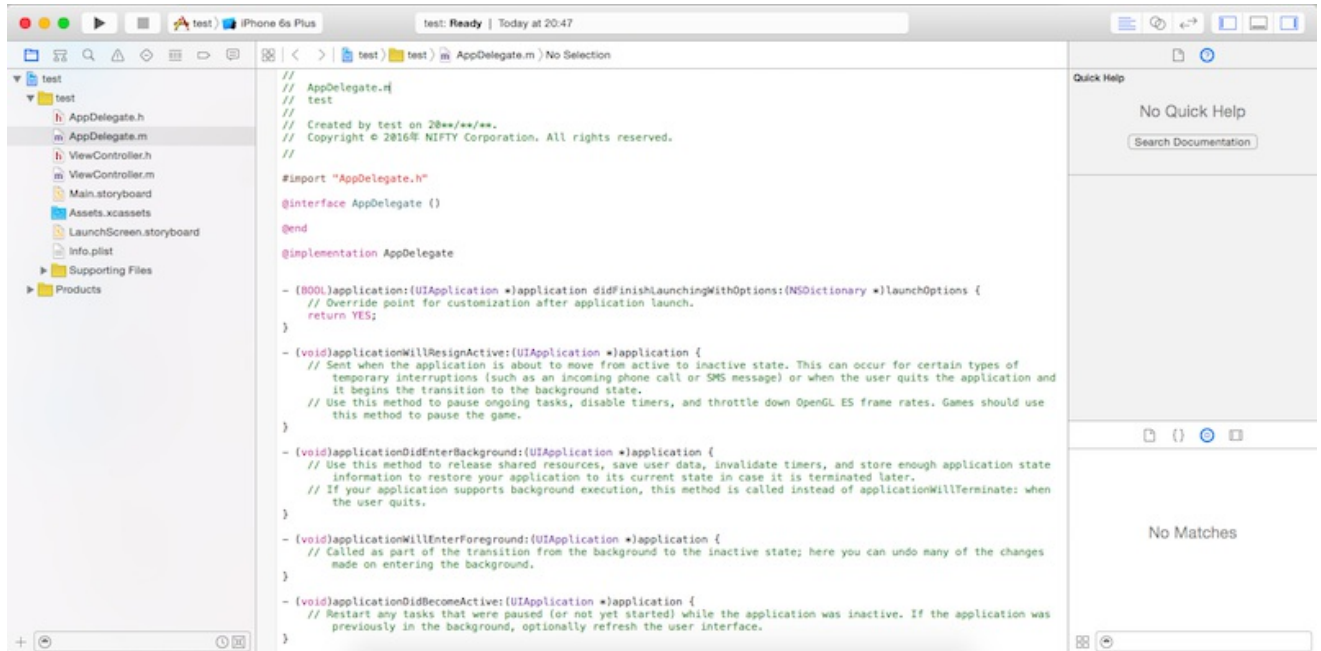 test
iPhone 6s Plus
test: Ready | Today at 20:47
test
test
AppDelegate.m
No Selection
test
test
AppDelegate.h
AppDelegate.m
ViewController.h
ViewController.m
Main.storyboard
Assets.xcassets
LaunchScreen.storyboard
Info.plist
Supporting Files
Products
//
//  AppDelegate.m
//  test
//
//  Created by test on 20**/**/**.
//  Copyright © 2016年 NIFTY Corporation. All rights reserved.
//
#import "AppDelegate.h"
@interface AppDelegate ()
@end
@implementation AppDelegate
- (BOOL)application:(UIApplication *)application didFinishLaunchingWithOptions:(NSDictionary *)launchOptions {
// Override point for customization after application launch.
return YES;
}
- (void)applicationWillResignActive:(UIApplication *)application {
// Sent when the application is about to move from active to inactive state. This can occur for certain types of
temporary interruptions (such as an incoming phone call or SMS message) or when the user quits the application and
it begins the transition to the background state.
// Use this method to pause ongoing tasks, disable timers, and throttle down OpenGL ES frame rates. Games should use
this method to pause the game.
}
- (void)applicationDidEnterBackground:(UIApplication *)application {
// Use this method to release shared resources, save user data, invalidate timers, and store enough application state
information to restore your application to its current state in case it is terminated later.
// If your application supports background execution, this method is called instead of applicationWillTerminate: when
the user quits.
}
- (void)applicationWillEnterForeground:(UIApplication *)application {
// Called as part of the transition from the background to the inactive state; here you can undo many of the changes
made on entering the background.
}
- (void)applicationDidBecomeActive:(UIApplication *)application {
// Restart any tasks that were paused (or not yet started) while the application was inactive. If the application was
previously in the background, optionally refresh the user interface.
}
Quick Help
No Quick Help
Search Documentation
No Matches